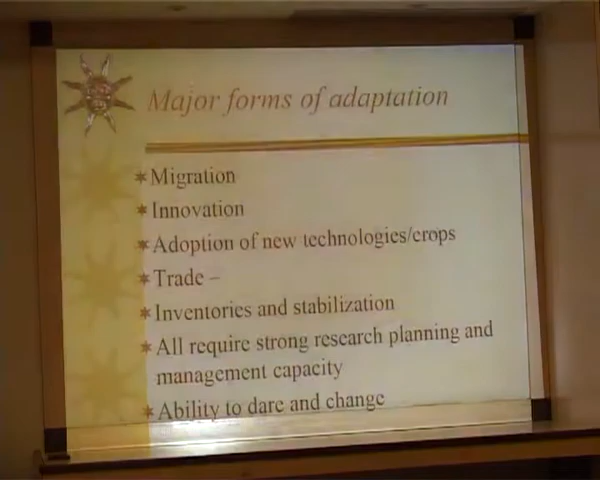 Major forms of adaptation
Migration
Innovation
Adoption of new technologies/crops
Trade –
Inventories and stabilization
All require strong research planning and
management capacity
Ability to dare and change